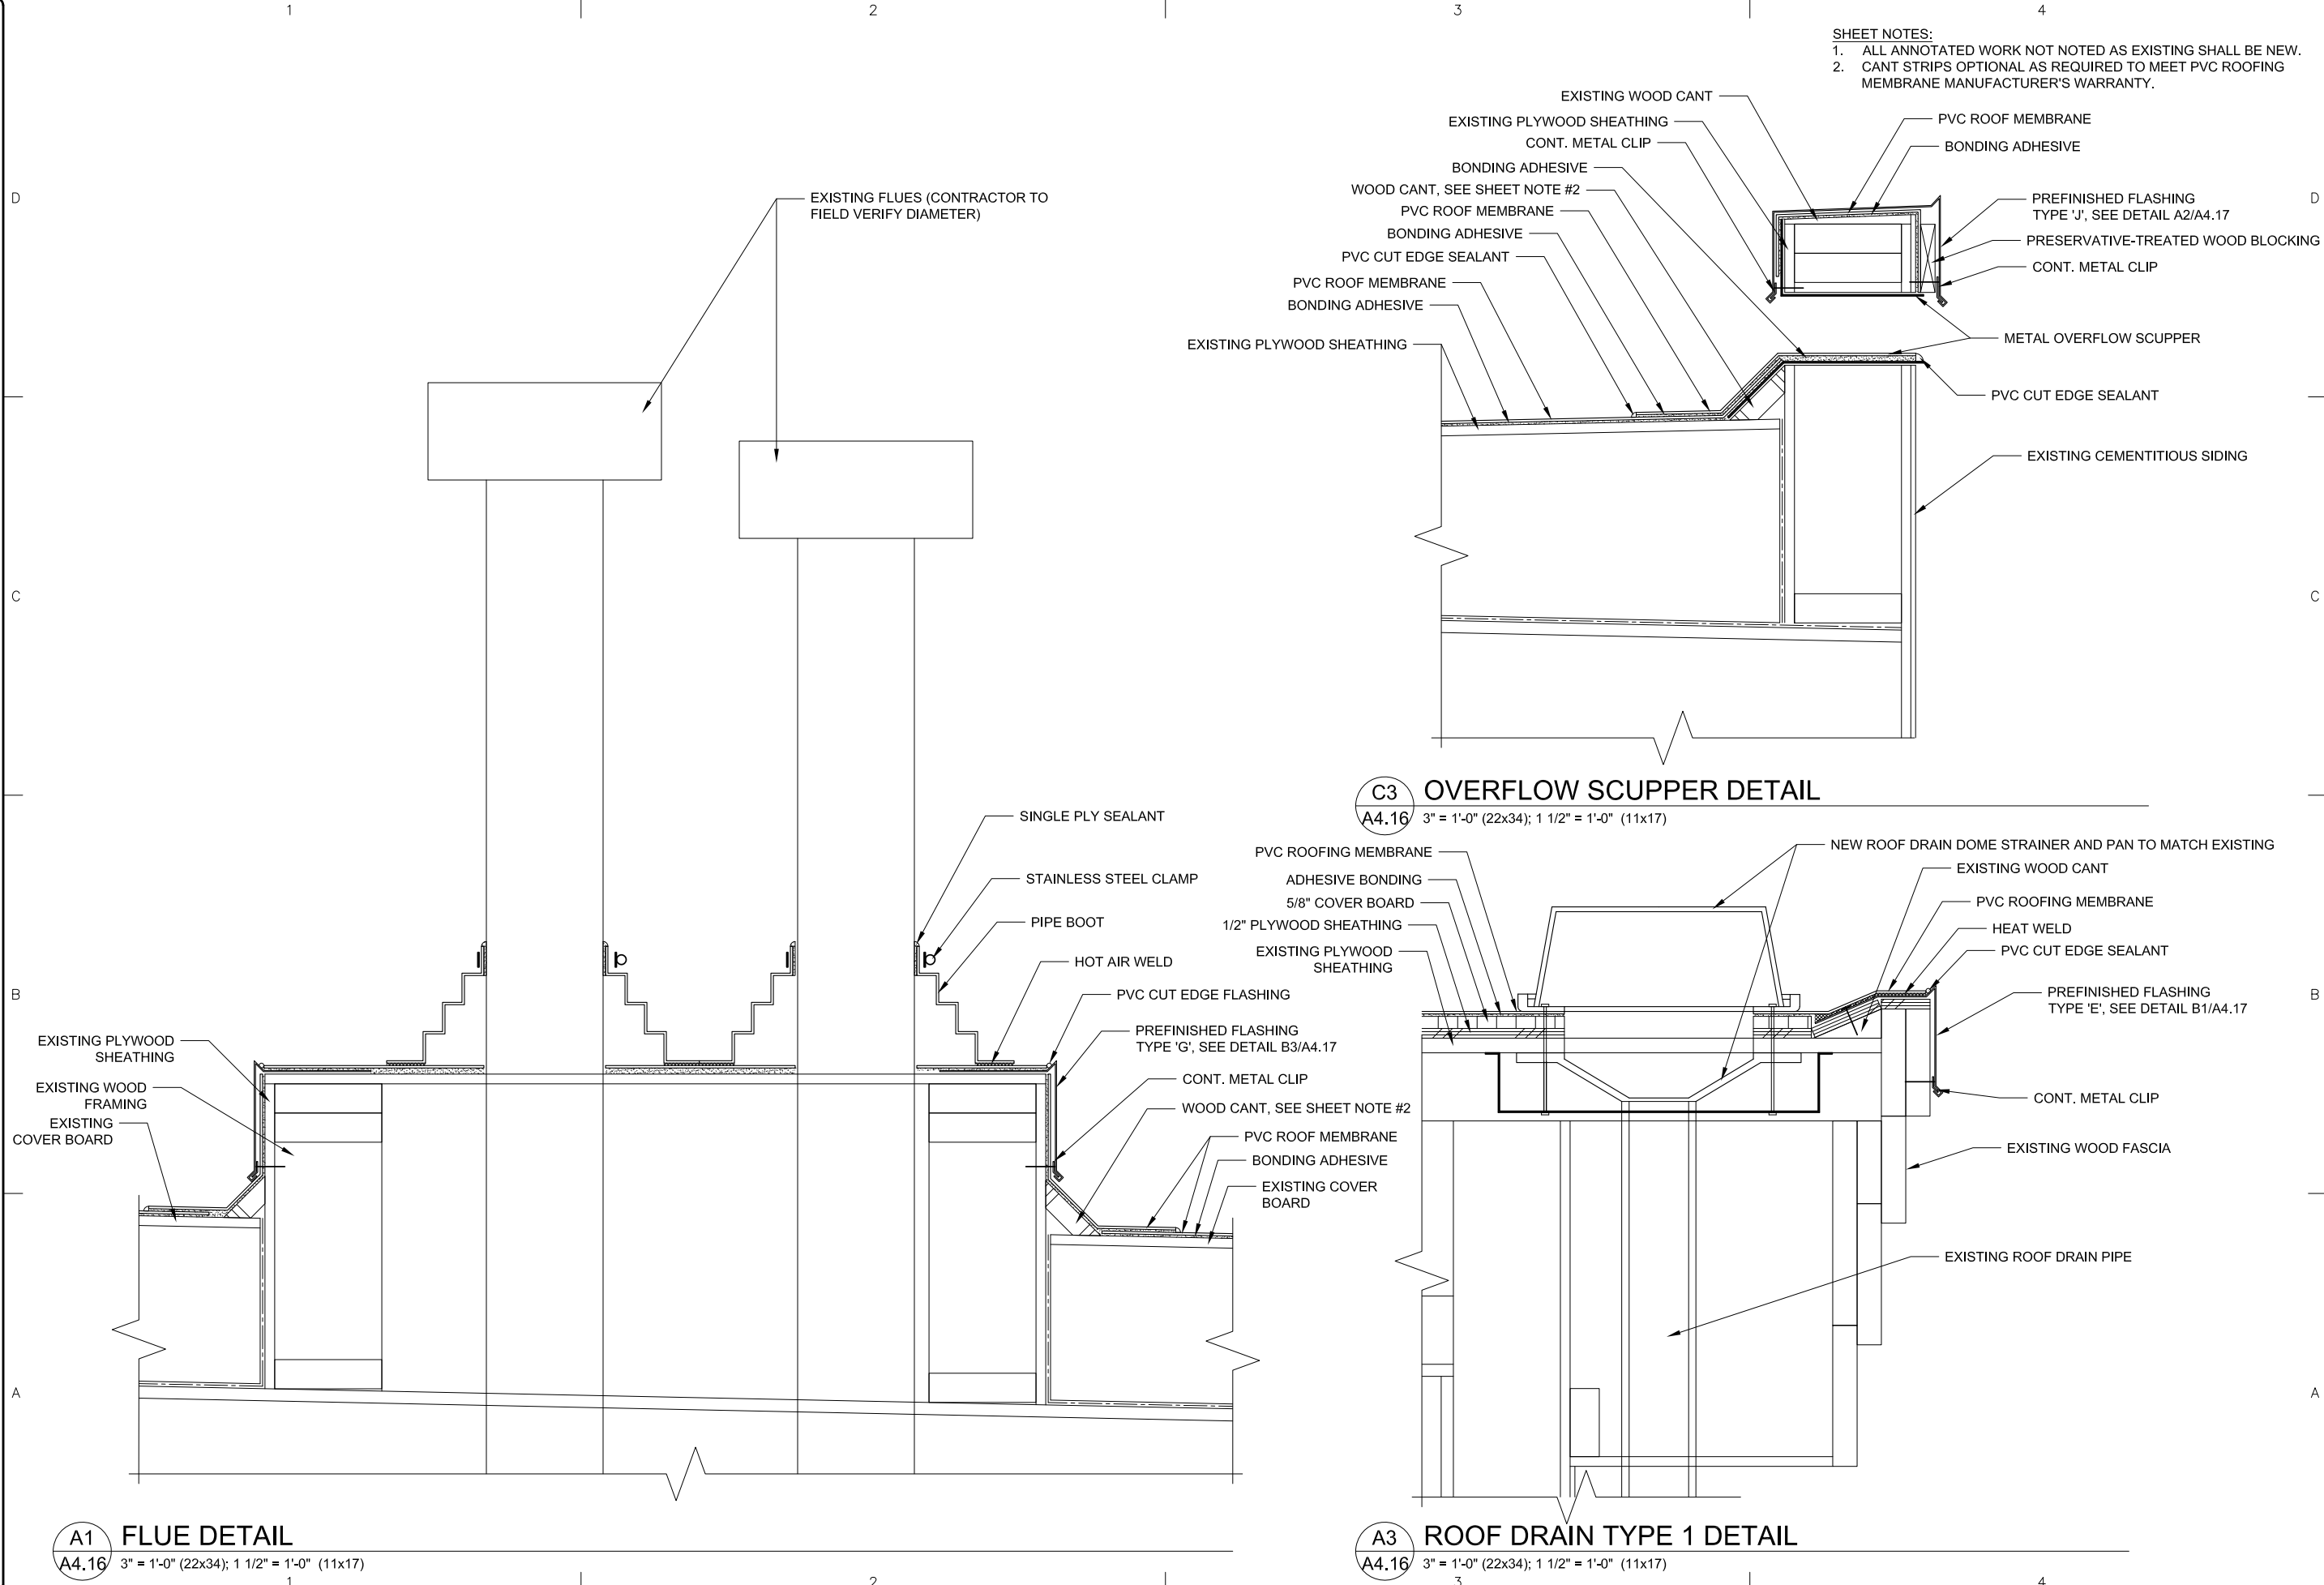 1
2
3
4
SHEET NOTES:
1. ALL ANNOTATED WORK NOT NOTED AS EXISTING SHALL BE NEW.
2. CANT STRIPS OPTIONAL AS REQUIRED TO MEET PVC ROOFING
MEMBRANE MANUFACTURER'S WARRANTY.
D
D
C
C
B
B
A
A
EXISTING FLUES (CONTRACTOR TO
FIELD VERIFY DIAMETER)
SINGLE PLY SEALANT
STAINLESS STEEL CLAMP
PIPE BOOT
HOT AIR WELD
PVC CUT EDGE FLASHING
PREFINISHED FLASHING
TYPE 'G', SEE DETAIL B3/A4.17
CONT. METAL CLIP
WOOD CANT, SEE SHEET NOTE #2
PVC ROOF MEMBRANE
BONDING ADHESIVE
EXISTING COVER
BOARD
EXISTING PLYWOOD
SHEATHING
EXISTING WOOD
FRAMING
EXISTING
COVER BOARD
A1
A4.16
FLUE DETAIL
3" = 1'-0" (22x34); 1 1/2" = 1'-0" (11x17)
EXISTING WOOD CANT
EXISTING PLYWOOD SHEATHING
CONT. METAL CLIP
BONDING ADHESIVE
WOOD CANT, SEE SHEET NOTE #2
PVC ROOF MEMBRANE
BONDING ADHESIVE
PVC CUT EDGE SEALANT
PVC ROOF MEMBRANE
BONDING ADHESIVE
EXISTING PLYWOOD SHEATHING
PVC ROOF MEMBRANE
BONDING ADHESIVE
PREFINISHED FLASHING
TYPE 'J', SEE DETAIL A2/A4.17
PRESERVATIVE-TREATED WOOD BLOCKING
CONT. METAL CLIP
METAL OVERFLOW SCUPPER
PVC CUT EDGE SEALANT
EXISTING CEMENTITIOUS SIDING
C3
A4.16
OVERFLOW SCUPPER DETAIL
3" = 1'-0" (22x34); 1 1/2" = 1'-0" (11x17)
PVC ROOFING MEMBRANE
ADHESIVE BONDING
5/8" COVER BOARD
1/2" PLYWOOD SHEATHING
EXISTING PLYWOOD
SHEATHING
NEW ROOF DRAIN DOME STRAINER AND PAN TO MATCH EXISTING
EXISTING WOOD CANT
PVC ROOFING MEMBRANE
HEAT WELD
PVC CUT EDGE SEALANT
PREFINISHED FLASHING
TYPE 'E', SEE DETAIL B1/A4.17
CONT. METAL CLIP
EXISTING WOOD FASCIA
EXISTING ROOF DRAIN PIPE
A3
A4.16
ROOF DRAIN TYPE 1 DETAIL
3" = 1'-0" (22x34); 1 1/2" = 1'-0" (11x17)
1
2
3
4